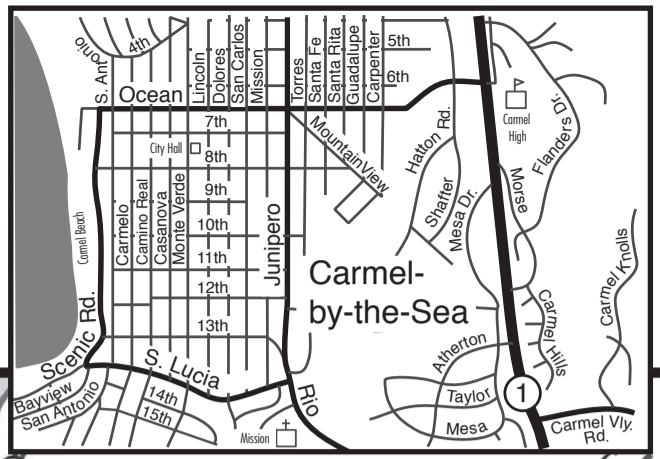 S. Antonio
4th
Ocean
Lincoln
Dolores
San Carlos
Mission
Torres
Santa Fe
Santa Rita
Guadalupe
Carpenter
5th
6th
Carmel
High
Flanders Dr.
7th
City Hall
8th
Mountain View
Hatton Rd.
Shafter
Mesa Dr.
Morse
9th
10th
11th
12th
13th
Carmelo
Camino Real
Casanova
Monte Verde
Junipero
Carmel Beach
Scenic Rd.
Carmel-
by-the-Sea
Carmel Knolls
Carmel Hills
Atherton
Taylor
Mesa
1
Carmel Vly.
Rd.
S. Lucia
Rio
Bayview
San Antonio
14th
15th
Mission